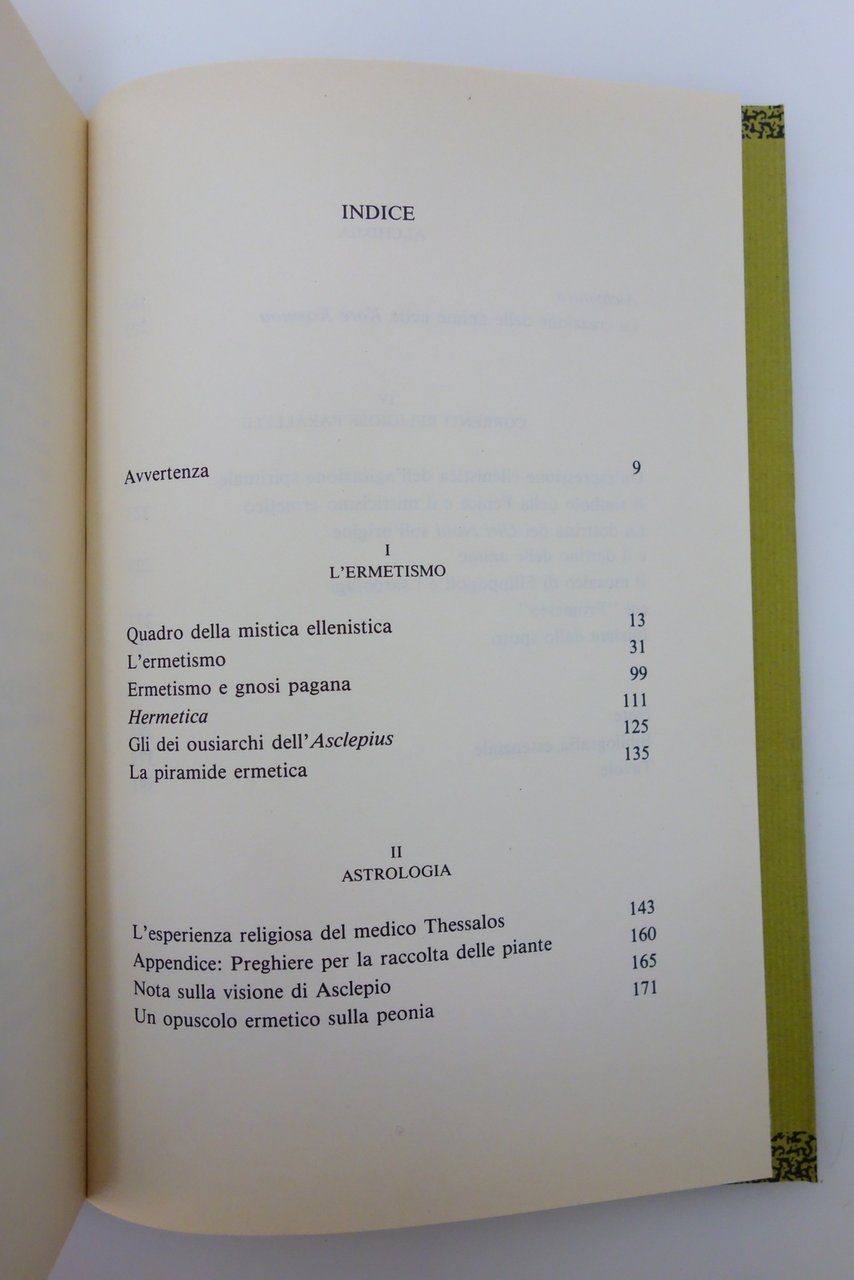 INDICE
Avvertenza 9
I
L'ERMETISMO
Quadro della mistica ellenistica 13
L'ermetismo 31
Ermetismo e gnosi pagana 99
Hermetica 111
Gli dei ousiarchi dell'Asclepius 125
La piramide ermetica 135
II
ASTROLOGIA
L'esperienza religiosa del medico Thessalos 143
Appendice: Preghiere per la raccolta delle piante 160
Nota sulla visione di Asclepio 165
Un opuscolo ermetico sulla peonia 171